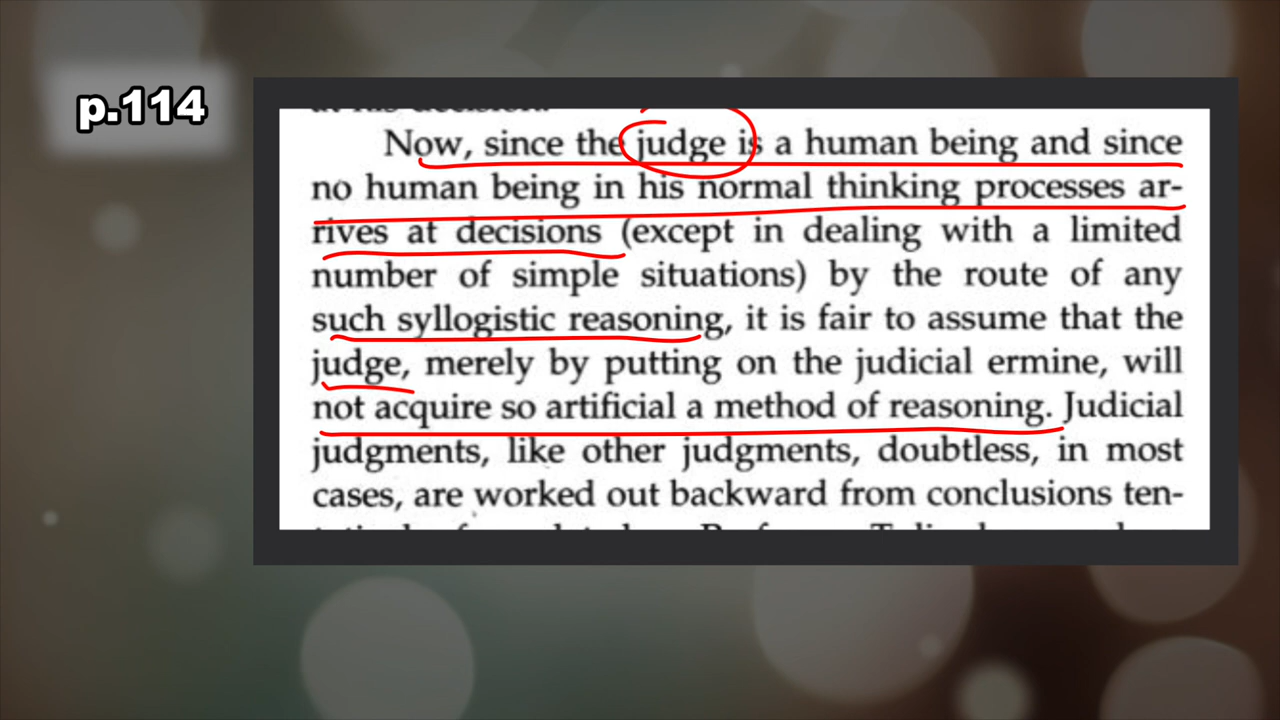 p.114
at his decision.
Now, since the judge is a human being and since
no human being in his normal thinking processes ar-
rives at decisions (except in dealing with a limited
number of simple situations) by the route of any
such syllogistic reasoning, it is fair to assume that the
judge, merely by putting on the judicial ermine, will
not acquire so artificial a method of reasoning. Judicial
judgments, like other judgments, doubtless, in most
cases, are worked out backward from conclusions ten-